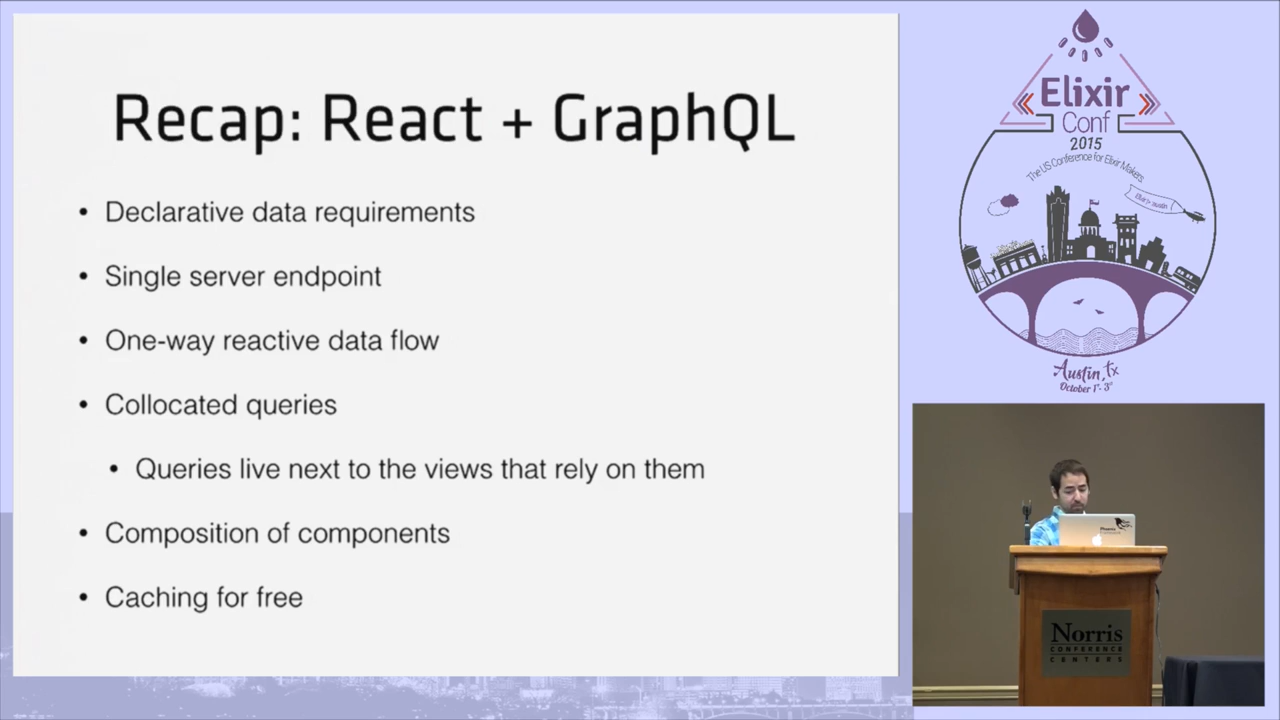 Recap: React + GraphQL
• Declarative data requirements
• Single server endpoint
• One-way reactive data flow
• Collocated queries
• Queries live next to the views that rely on them
• Composition of components
• Caching for free
Elixir
Conf
2015
The US Conference for Elixir Makers
Austin, Tx
October 1st - 3rd
Phoenix
Norris
CONFERENCE
CENTERS